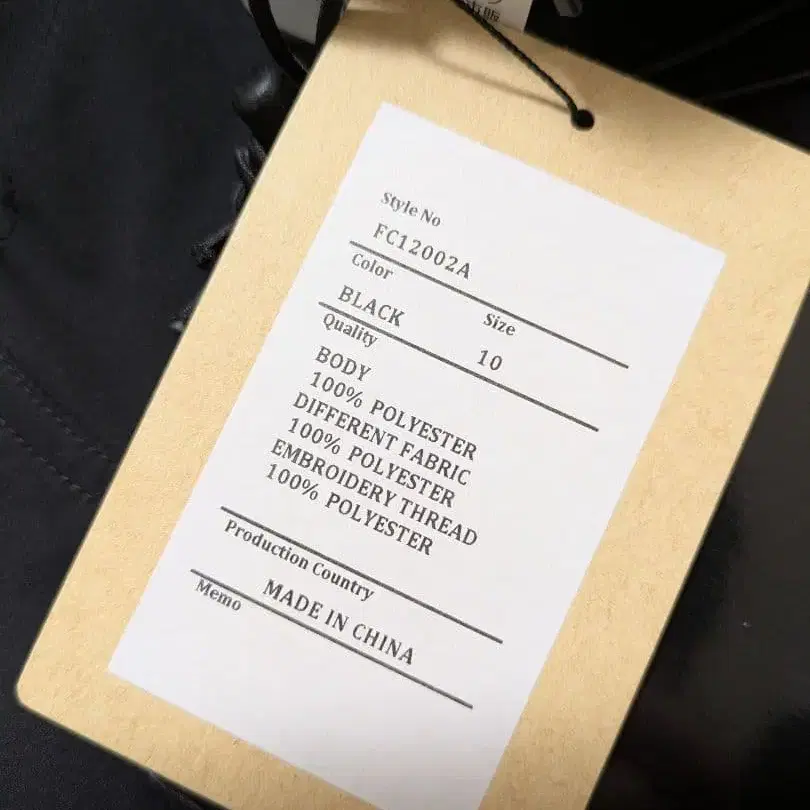 Style No
FC12002A
Color Size
BLACK 10
Quality
BODY
100% POLYESTER
DIFFERENT FABRIC
100% POLYESTER
EMBROIDERY THREAD
100% POLYESTER
Production Country
MADE IN CHINA
Memo